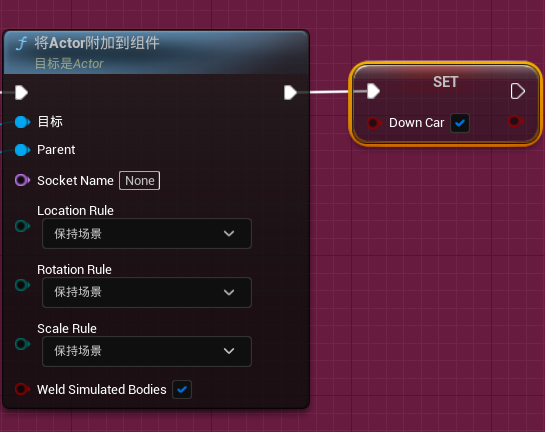 将Actor附加到组件
目标是Actor
SET
目标
Down Car
Parent
Socket Name None
Location Rule
保持场景
Rotation Rule
保持场景
Scale Rule
保持场景
Weld Simulated Bodies